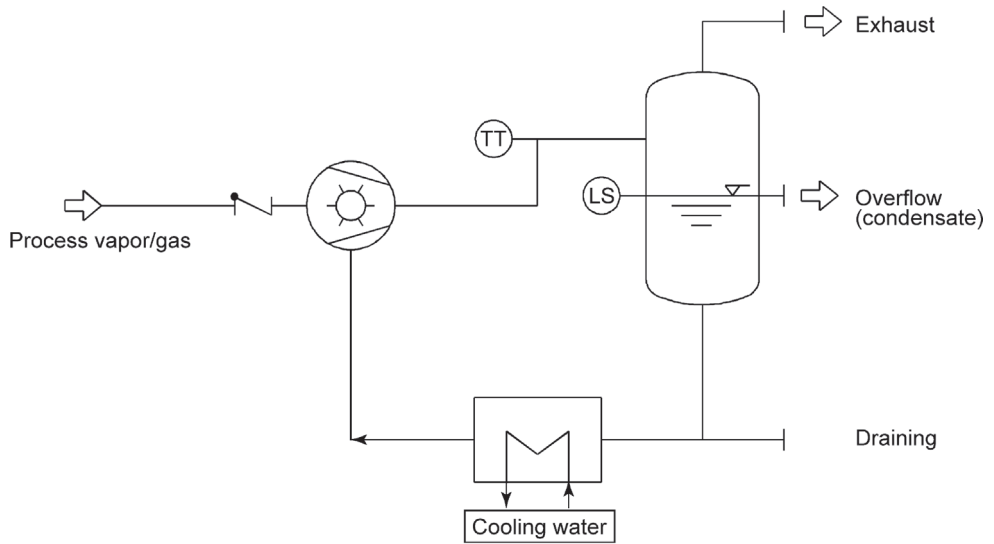 Exhaust
TT
LS
Overflow
(condensate)
Process vapor/gas
Draining
Cooling water